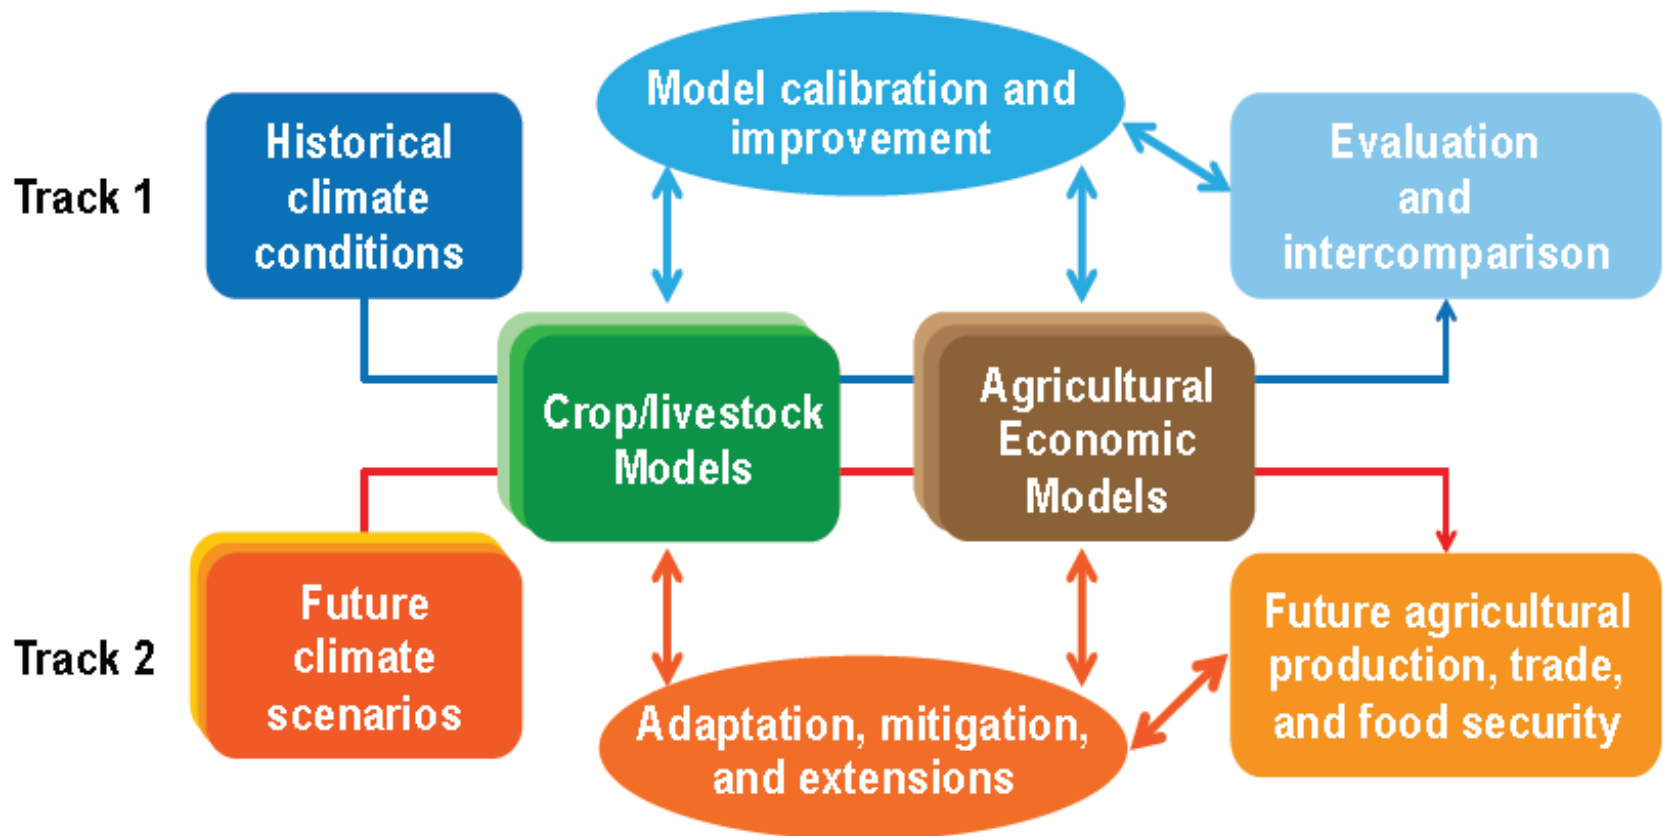 Track 1
Historical
climate
conditions
Model calibration and
improvement
Evaluation
and
intercomparison
Crop/livestock
Models
Agricultural
Economic
Models
Track 2
Future
climate
scenarios
Adaptation, mitigation,
and extensions
Future agricultural
production, trade,
and food security